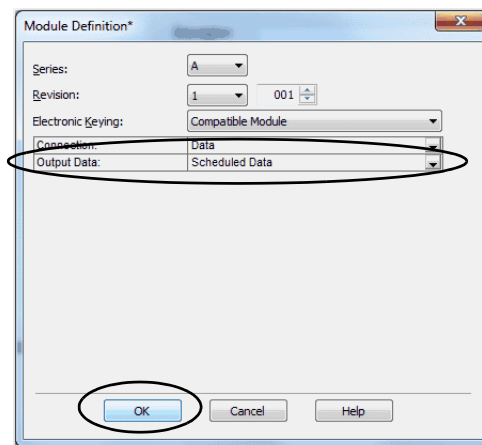 Module Definition*
Series: A
Revision: 1 001
Electronic Keying: Compatible Module
Connection: Data
Output Data: Scheduled Data
OK Cancel Help